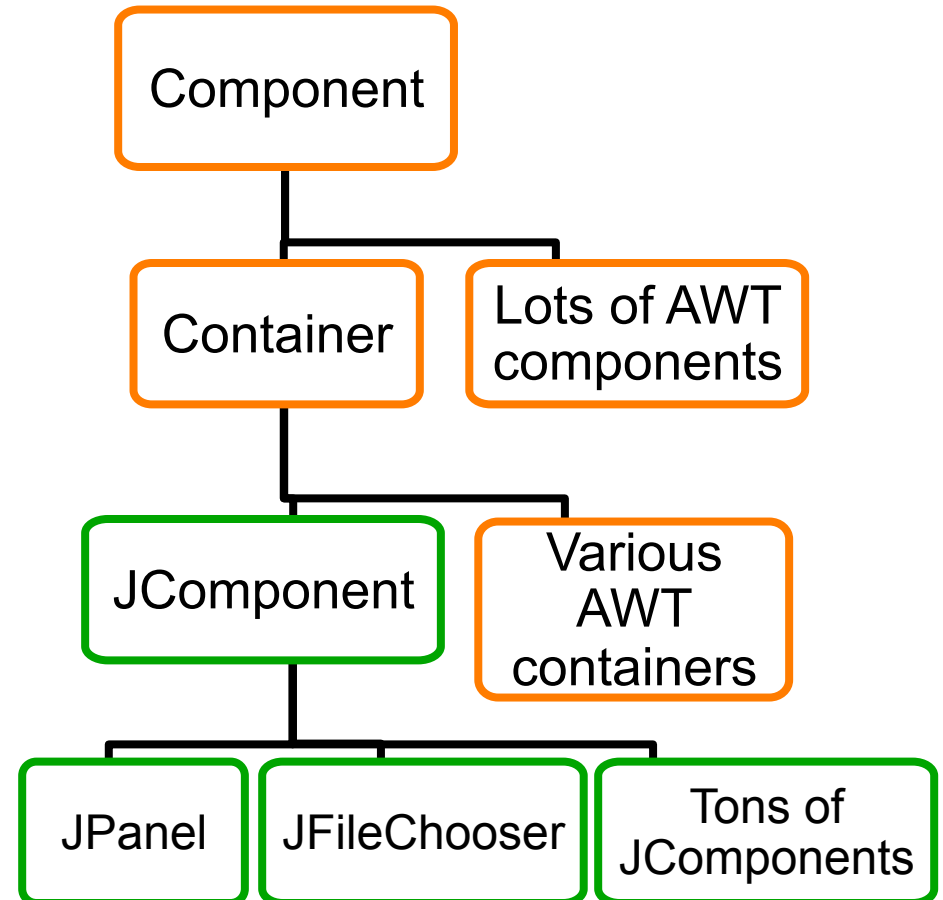 Component
Container
Lots of AWT
components
JComponent
Various
AWT
containers
JPanel
JFileChooser
Tons of
JComponents